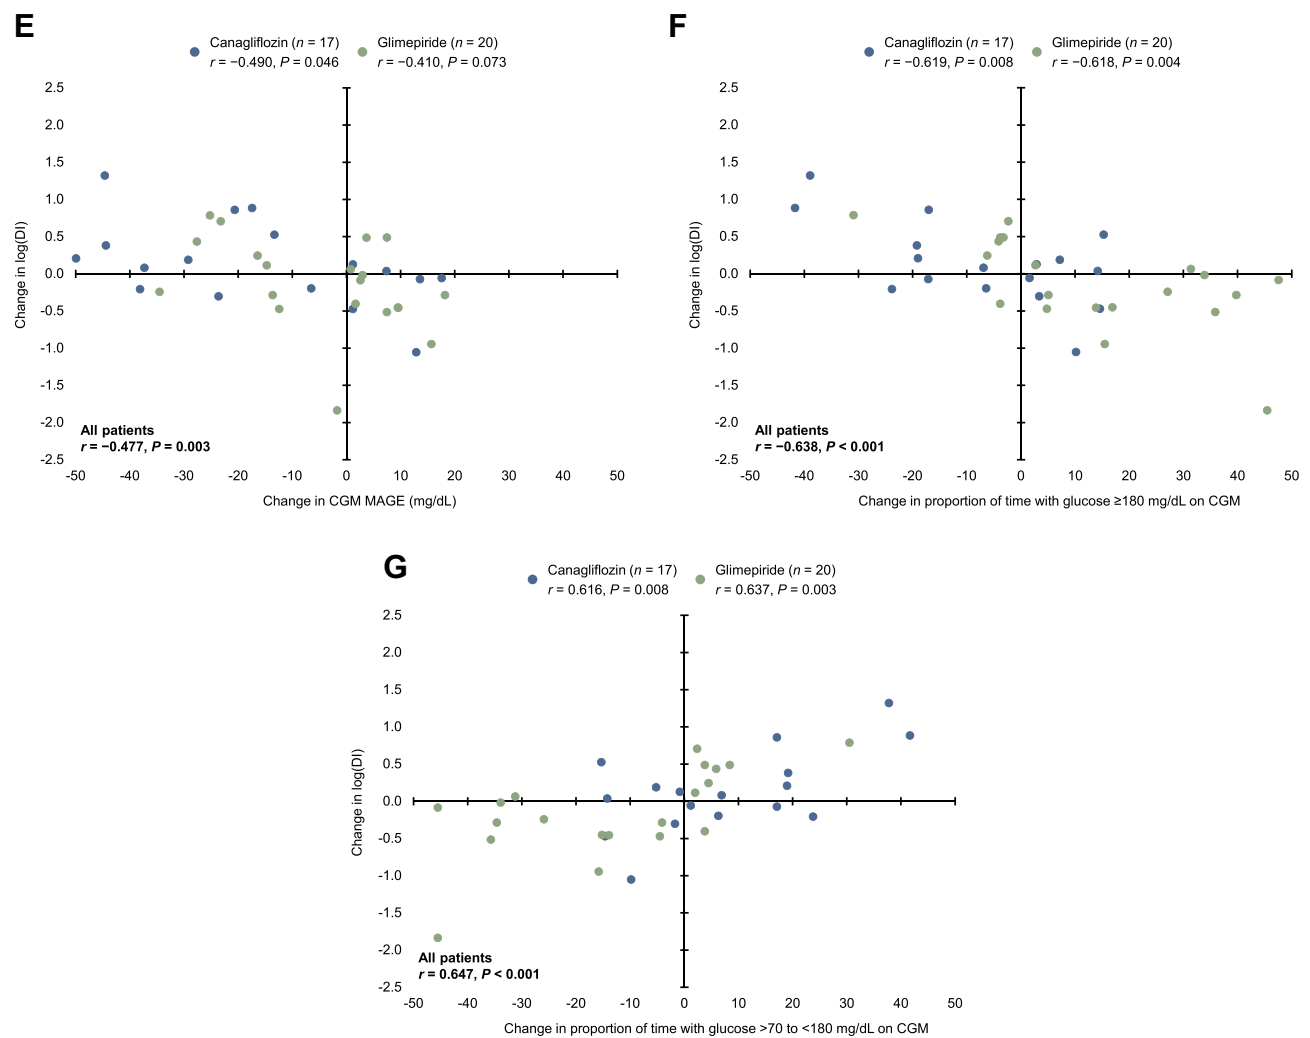 E
Canagliflozin (n = 17)
r = −0.490, P = 0.046
Glimepiride (n = 20)
r = −0.410, P = 0.073
2.5
2.0
1.5
1.0
0.5
0.0
-0.5
-1.0
-1.5
-2.0
-2.5
Change in log(DI)
All patients
r = −0.477, P = 0.003
-50 -40 -30 -20 -10 0 10 20 30 40 50
Change in CGM MAGE (mg/dL)
F
Canagliflozin (n = 17)
r = −0.619, P = 0.008
Glimepiride (n = 20)
r = −0.618, P = 0.004
2.5
2.0
1.5
1.0
0.5
0.0
-0.5
-1.0
-1.5
-2.0
-2.5
Change in log(DI)
All patients
r = −0.638, P < 0.001
-50 -40 -30 -20 -10 0 10 20 30 40 50
Change in proportion of time with glucose ≥180 mg/dL on CGM
G
Canagliflozin (n = 17)
r = 0.616, P = 0.008
Glimepiride (n = 20)
r = 0.637, P = 0.003
2.5
2.0
1.5
1.0
0.5
0.0
-0.5
-1.0
-1.5
-2.0
-2.5
Change in log(DI)
All patients
r = 0.647, P < 0.001
-50 -40 -30 -20 -10 0 10 20 30 40 50
Change in proportion of time with glucose >70 to <180 mg/dL on CGM